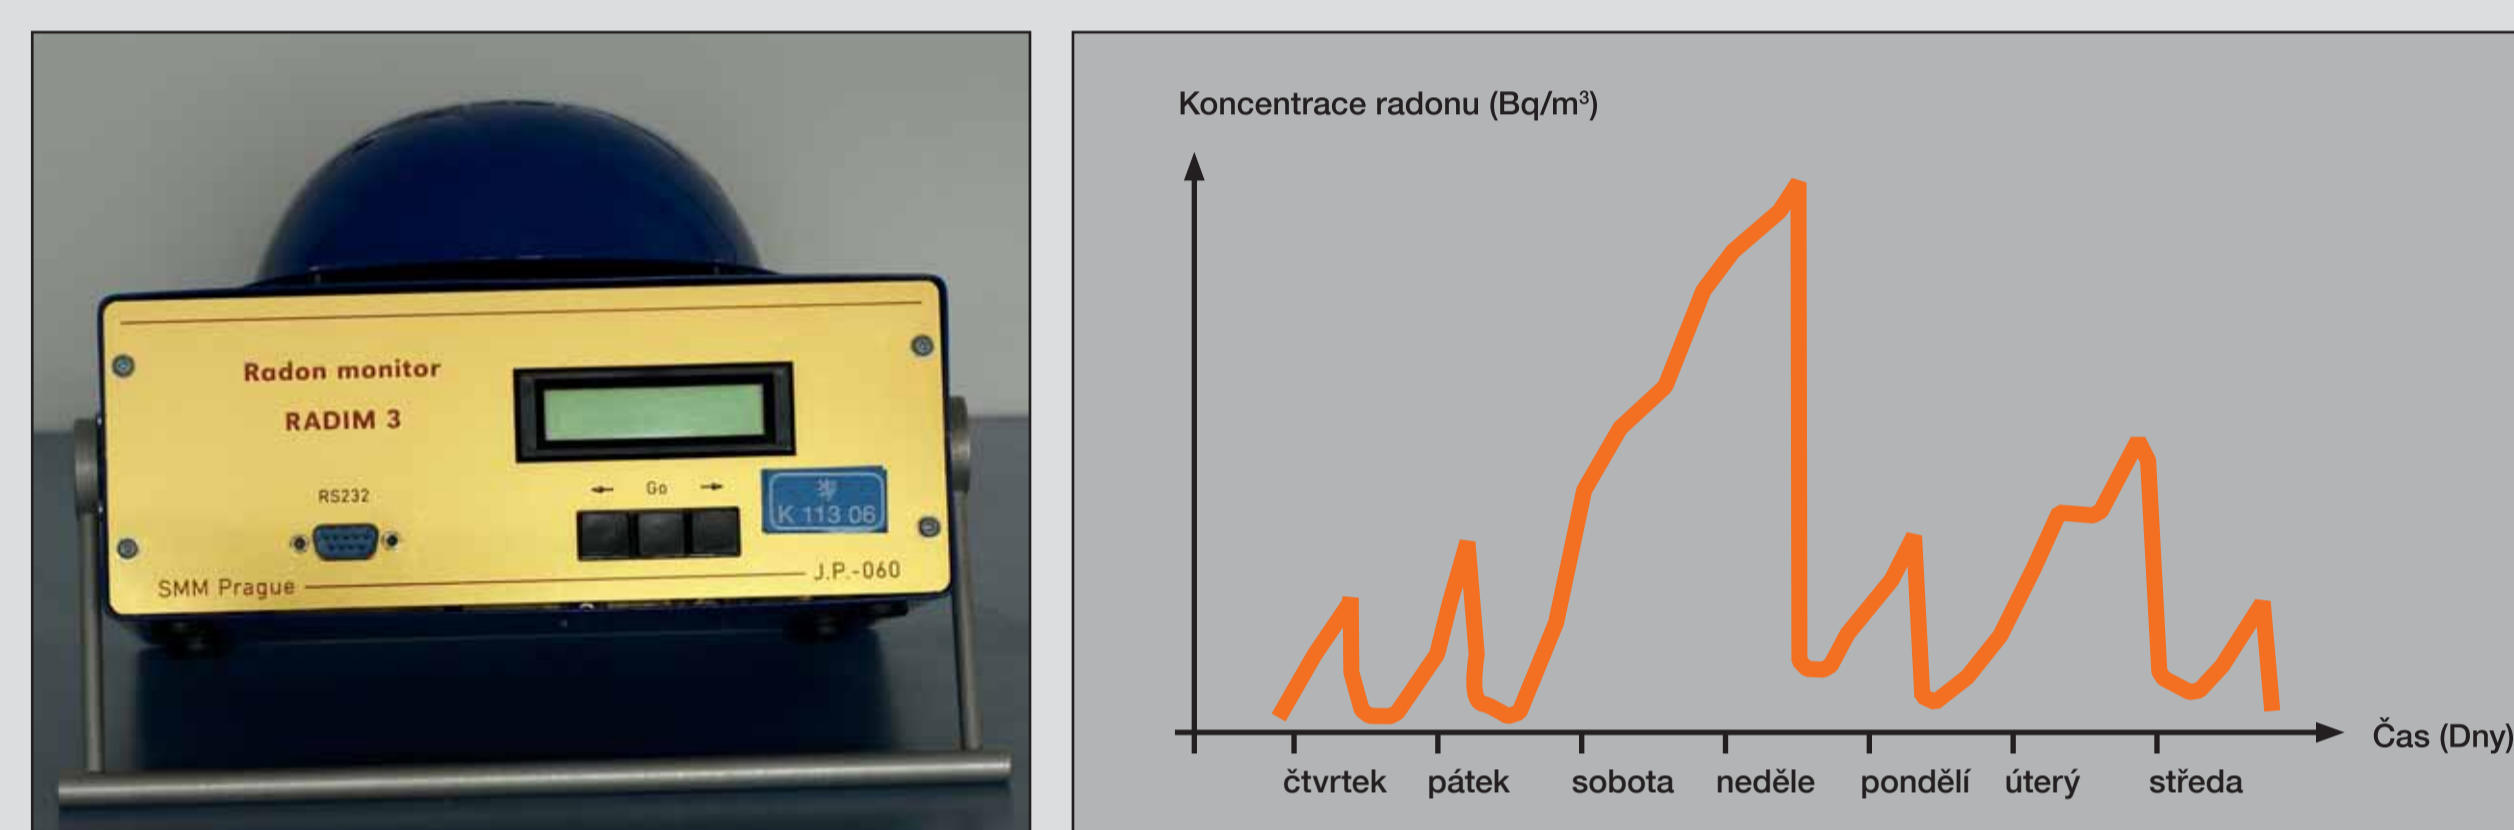 Radon monitor
RADIM 3
RS232
← Go →
K 113 06
SMM Prague
J.P.-060
Koncentrace radonu (Bq/m³)
čtvrtek pátek sobota neděle pondělí úterý středa
Čas (Dny)